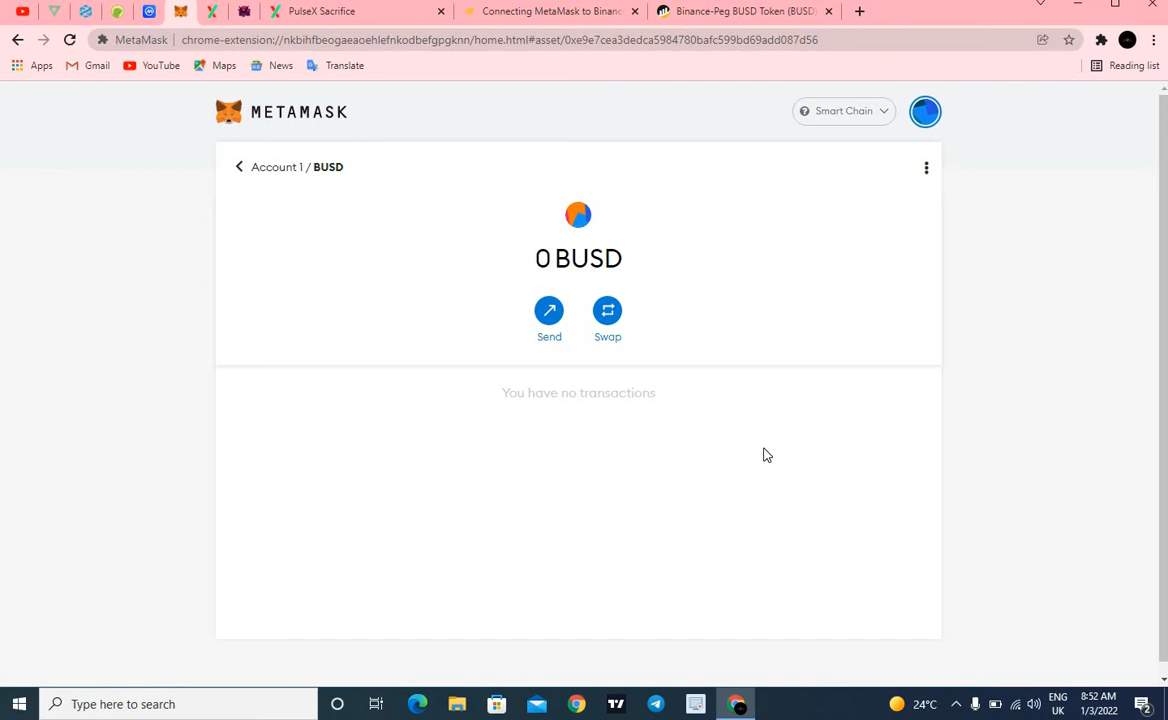 PulseX Sacrifice
Connecting MetaMask to Binanc
Binance-Peg BUSD Token (BUSD)
MetaMask
chrome-extension://nkbihfbeogaeaoehlefnkodbefgpgknn/home.html#asset/0xe9e7cea3dedca5984780bafc599bd69add087d56
Apps
Gmail
YouTube
Maps
News
Translate
Reading list
METAMASK
Smart Chain
Account 1 / BUSD
0 BUSD
Send
Swap
You have no transactions
Type here to search
24°C
ENG
UK
8:52 AM
1/3/2022
2